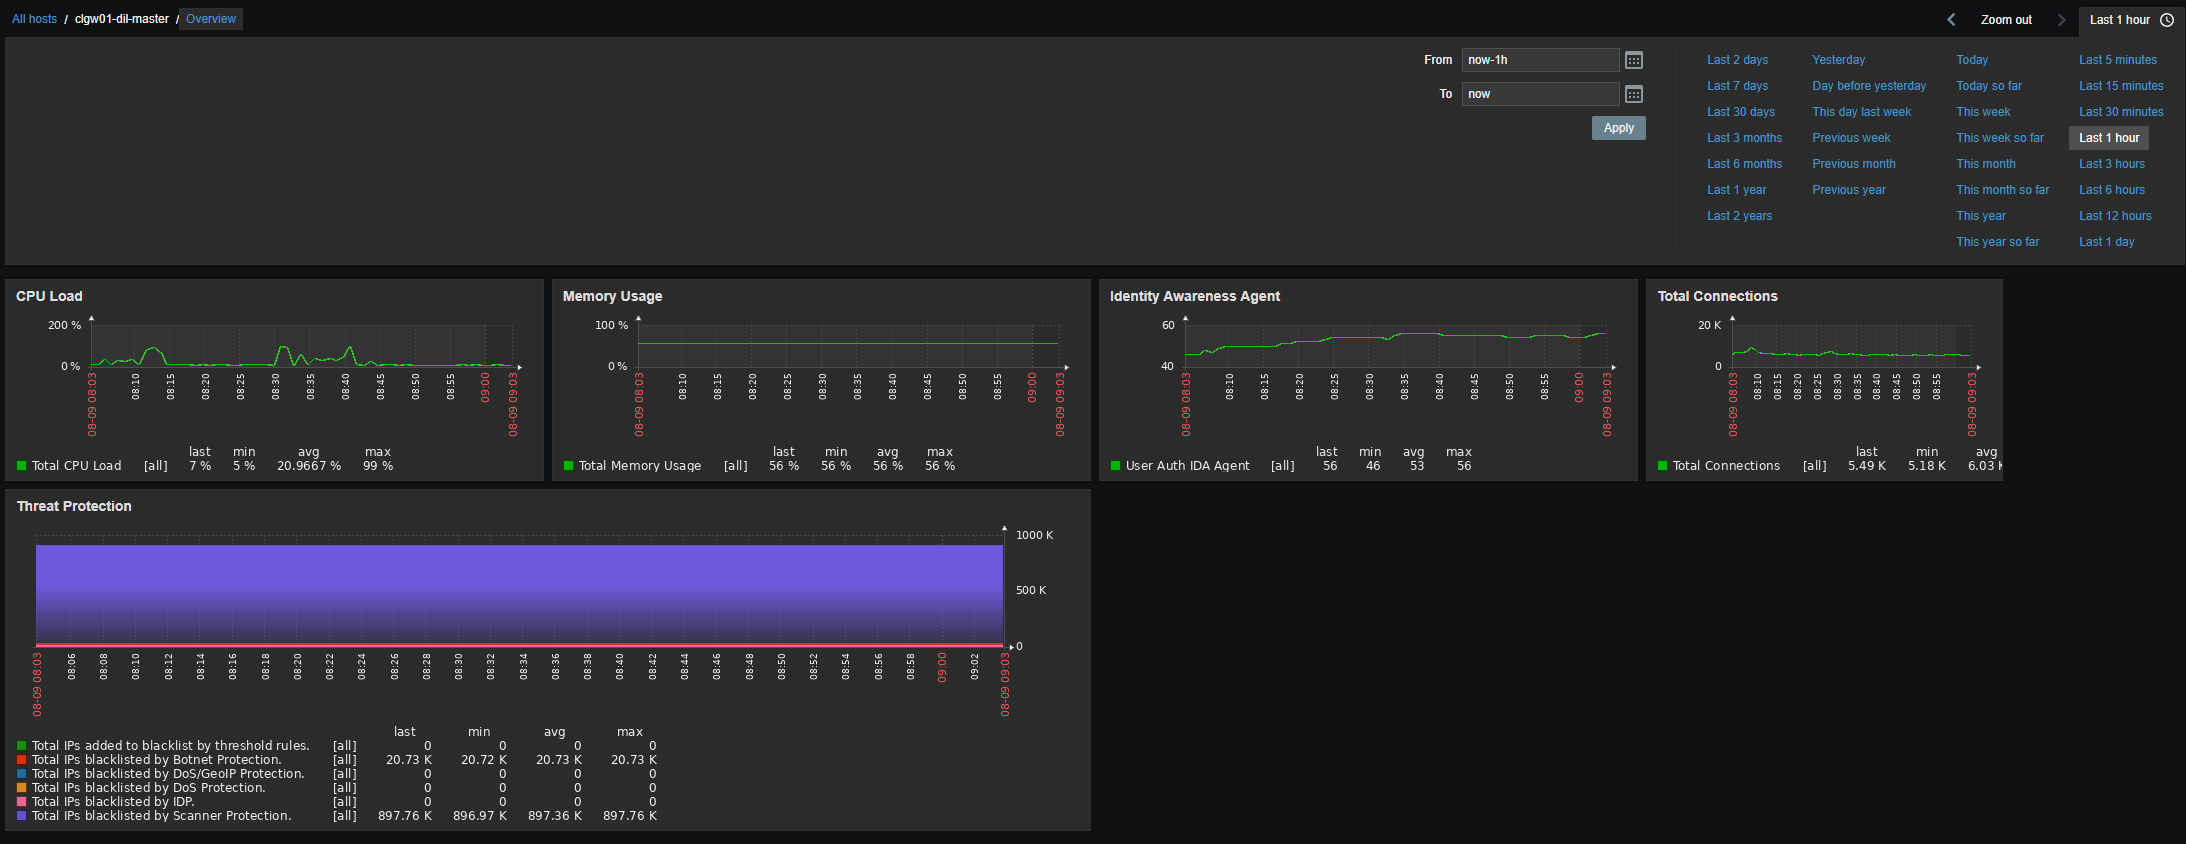 All hosts / clgw01-dil-master / Overview
Zoom out
Last 1 hour
From now-1h
To now
Apply
Last 2 days Yesterday Today Last 5 minutes
Last 7 days Day before yesterday Today so far Last 15 minutes
Last 30 days This day last week This week Last 30 minutes
Last 3 months Previous week This week so far Last 1 hour
Last 6 months Previous month This month Last 3 hours
Last 1 year Previous year This month so far Last 6 hours
Last 2 years This year Last 12 hours
This year so far Last 1 day
CPU Load
200 %
0 %
08-09 08:03 08:10 08:15 08:20 08:25 08:30 08:35 08:40 08:45 08:50 08:55 09:00 08-09 09:03
last min avg max
Total CPU Load [all] 7 % 5 % 20.9667 % 99 %
Memory Usage
100 %
0 %
08-09 08:03 08:10 08:15 08:20 08:25 08:30 08:35 08:40 08:45 08:50 08:55 09:00 08-09 09:03
last min avg max
Total Memory Usage [all] 56 % 56 % 56 % 56 %
Identity Awareness Agent
60
40
08-09 08:03 08:10 08:15 08:20 08:25 08:30 08:35 08:40 08:45 08:50 08:55 09:00 08-09 09:03
last min avg max
User Auth IDA Agent [all] 56 46 53 56
Total Connections
20 K
0
08-09 08:03 08:10 08:15 08:20 08:25 08:30 08:35 08:40 08:45 08:50 08:55 08-09 09:03
last min avg
Total Connections [all] 5.49 K 5.18 K 6.03 K
Threat Protection
1000 K
500 K
0
08-09 08:03 08:06 08:08 08:10 08:12 08:14 08:16 08:18 08:20 08:22 08:24 08:26 08:28 08:30 08:32 08:34 08:36 08:38 08:40 08:42 08:44 08:46 08:48 08:50 08:52 08:54 08:56 08:58 09:00 09:02 08-09 09:03
last min avg max
Total IPs added to blacklist by threshold rules. [all] 0 0 0 0
Total IPs blacklisted by Botnet Protection. [all] 20.73 K 20.72 K 20.73 K 20.73 K
Total IPs blacklisted by DoS/GeoIP Protection. [all] 0 0 0 0
Total IPs blacklisted by DoS Protection. [all] 0 0 0 0
Total IPs blacklisted by IDP. [all] 0 0 0 0
Total IPs blacklisted by Scanner Protection. [all] 897.76 K 896.97 K 897.36 K 897.76 K